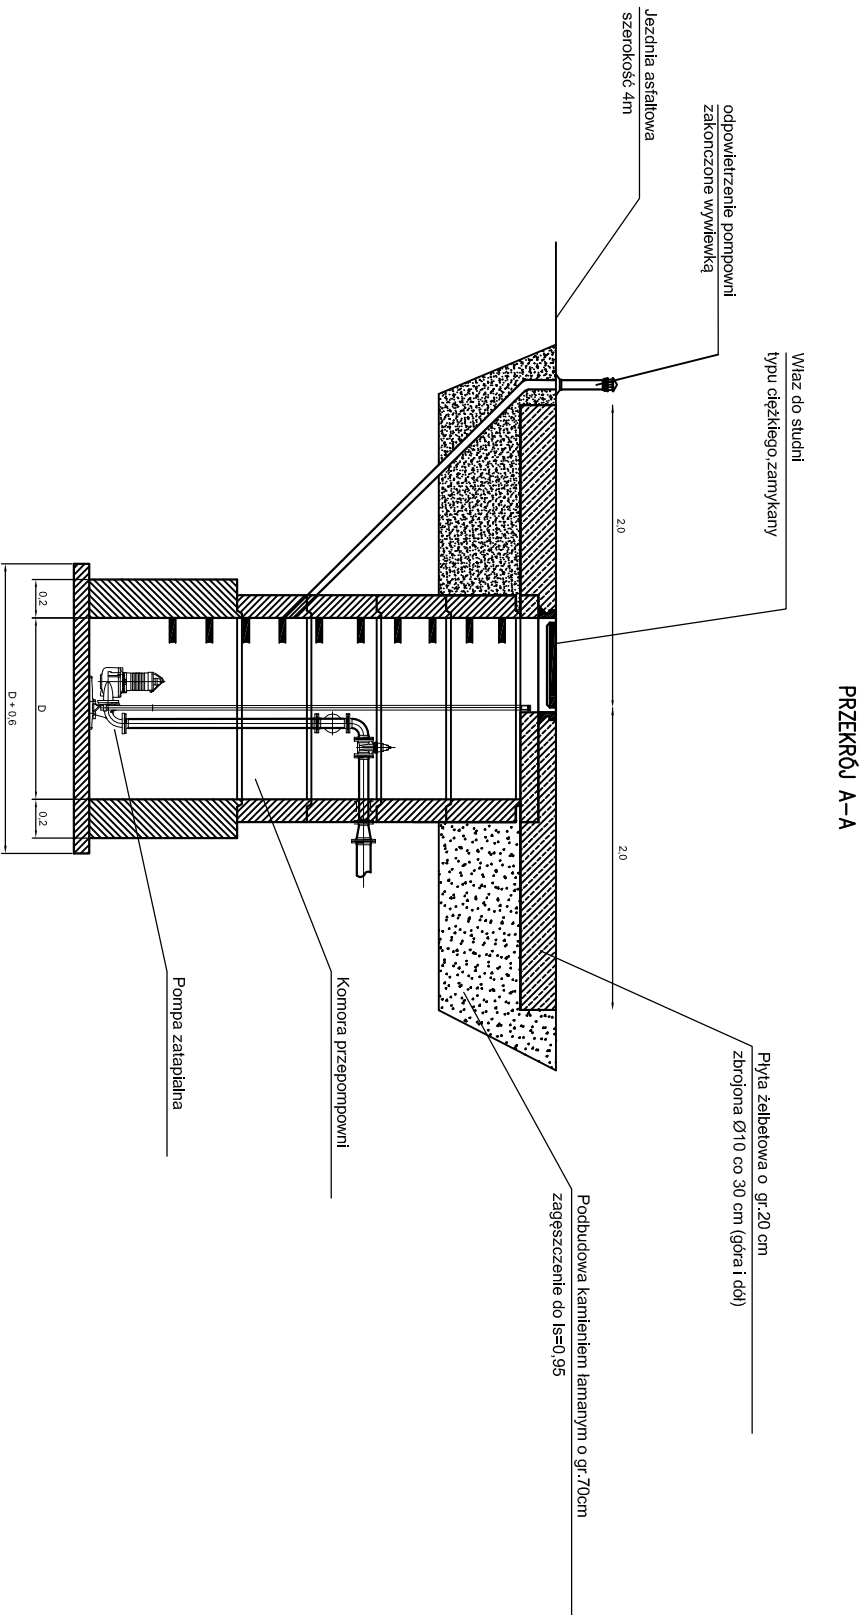 PRZEKRÓJ A-A
Jezdnia asfaltowa
szerokość 4m
odpowietrzenie pompowni
zakonczone wywiewką
Właz do studni
typu ciężkiego,zamykany
Płyta żelbetowa o gr.20 cm
zbrojona Ø10 co 30 cm (góra i dół)
Podbudowa kamieniem łamanym o gr.70cm
zagęszczenie do Is=0,95
Komora przepompowni
Pompa zatapialna
2,0
2,0
0,2
D
0,2
D + 0,6